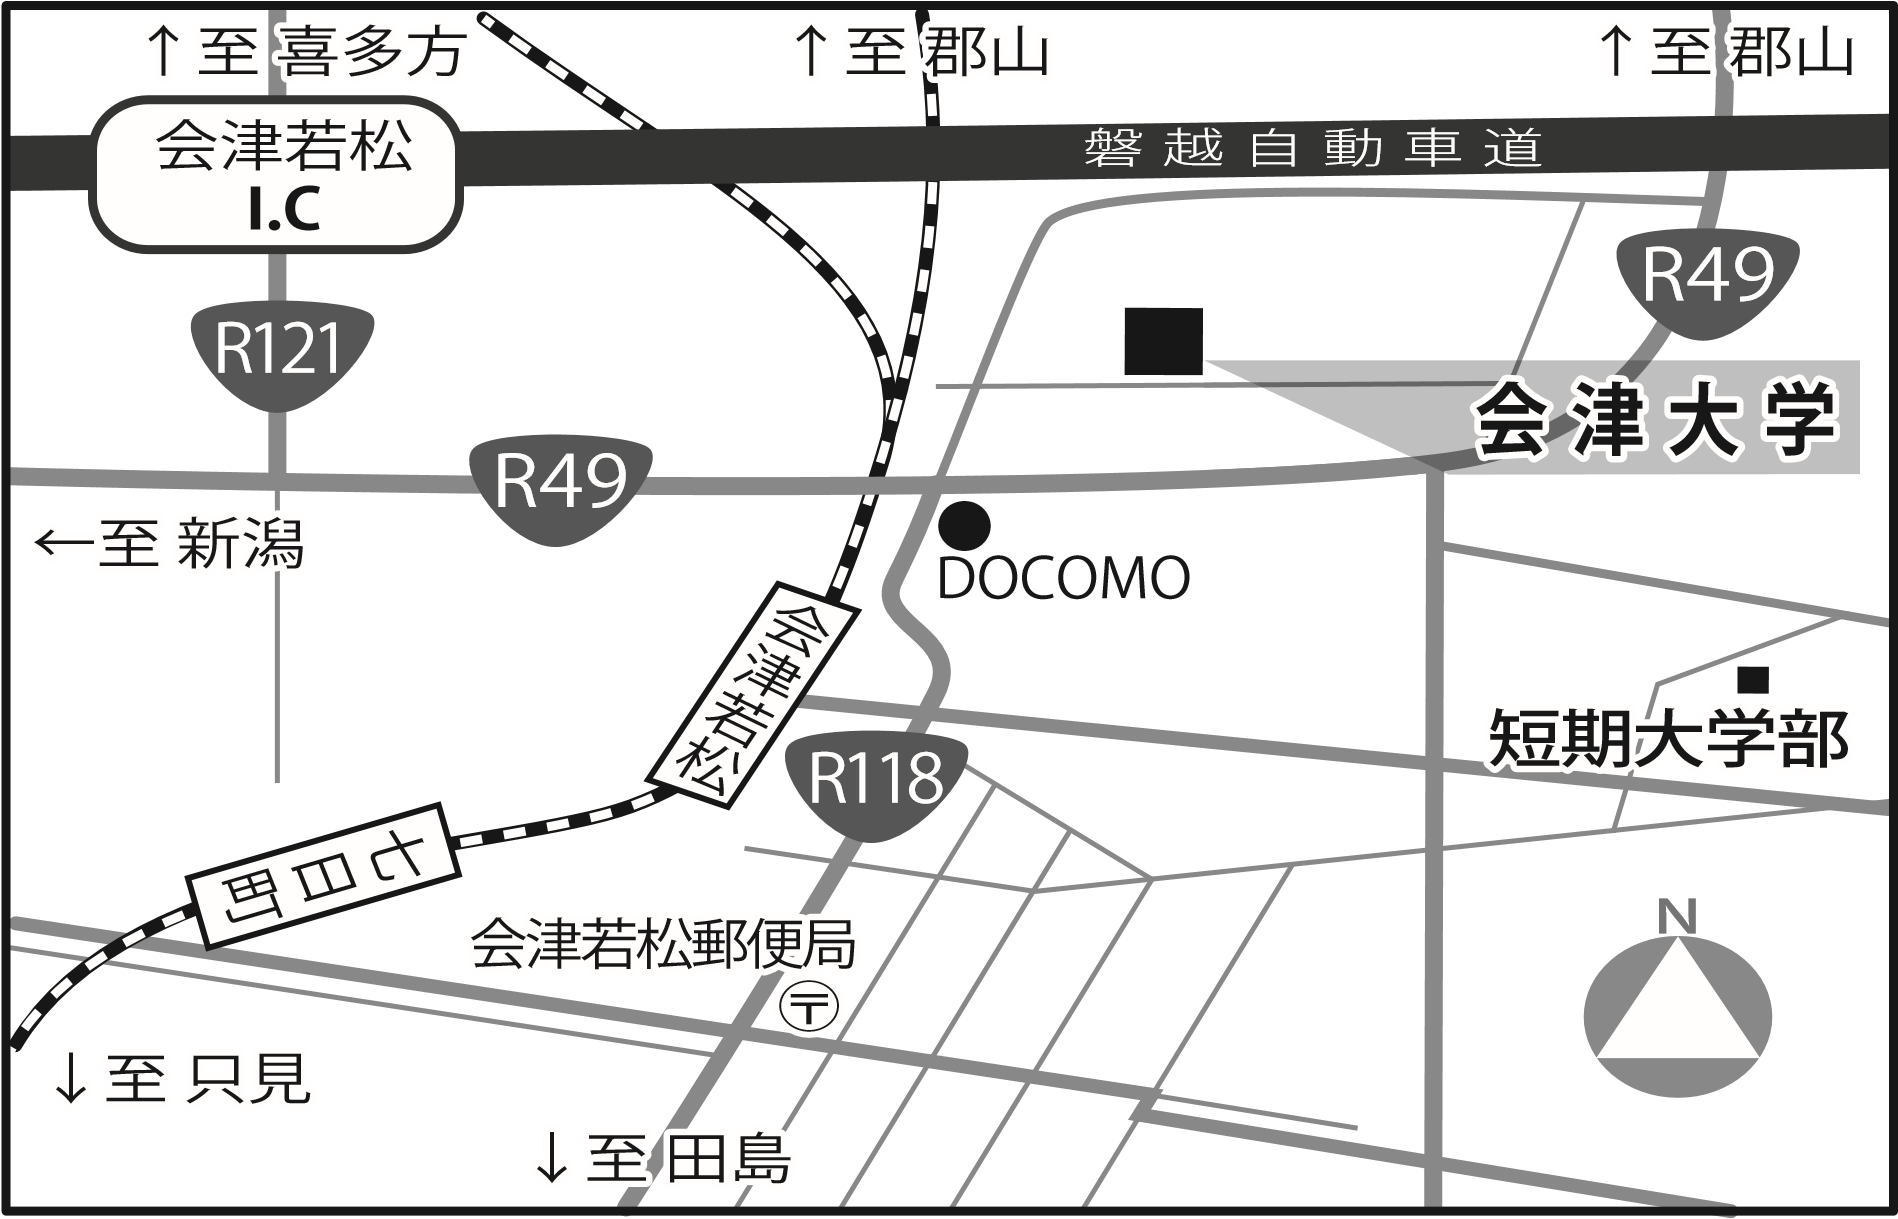 ↑至 喜多方
↑至 郡山
↑至 郡山
会津若松
I.C
磐越自動車道
R121
R49
R49
会津大学
←至 新潟
DOCOMO
会津若松
短期大学部
R118
七日町
会津若松郵便局
〒
N
↓至 只見
↓至 田島